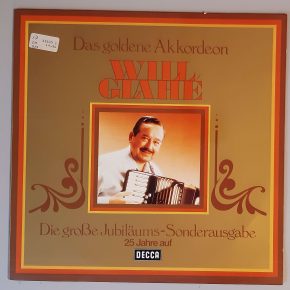 Das goldene Akkordeon
WILL
GLAHÉ
Die große Jubiläums-Sonderausgabe
25 Jahre auf
DECCA